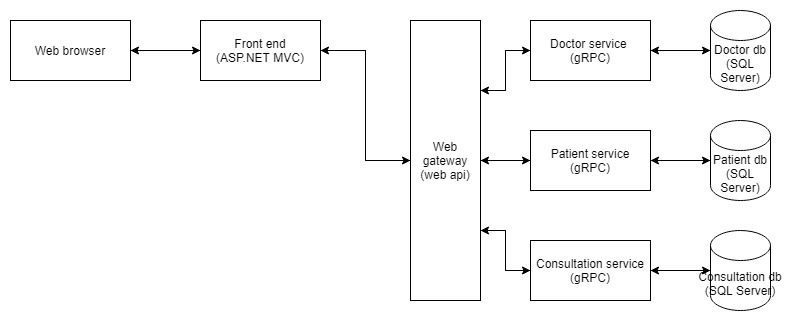 Web browser
Front end
(ASP.NET MVC)
Web
gateway
(web api)
Doctor service
(gRPC)
Doctor db
(SQL
Server)
Patient service
(gRPC)
Patient db
(SQL
Server)
Consultation service
(gRPC)
Consultation db
(SQL Server)